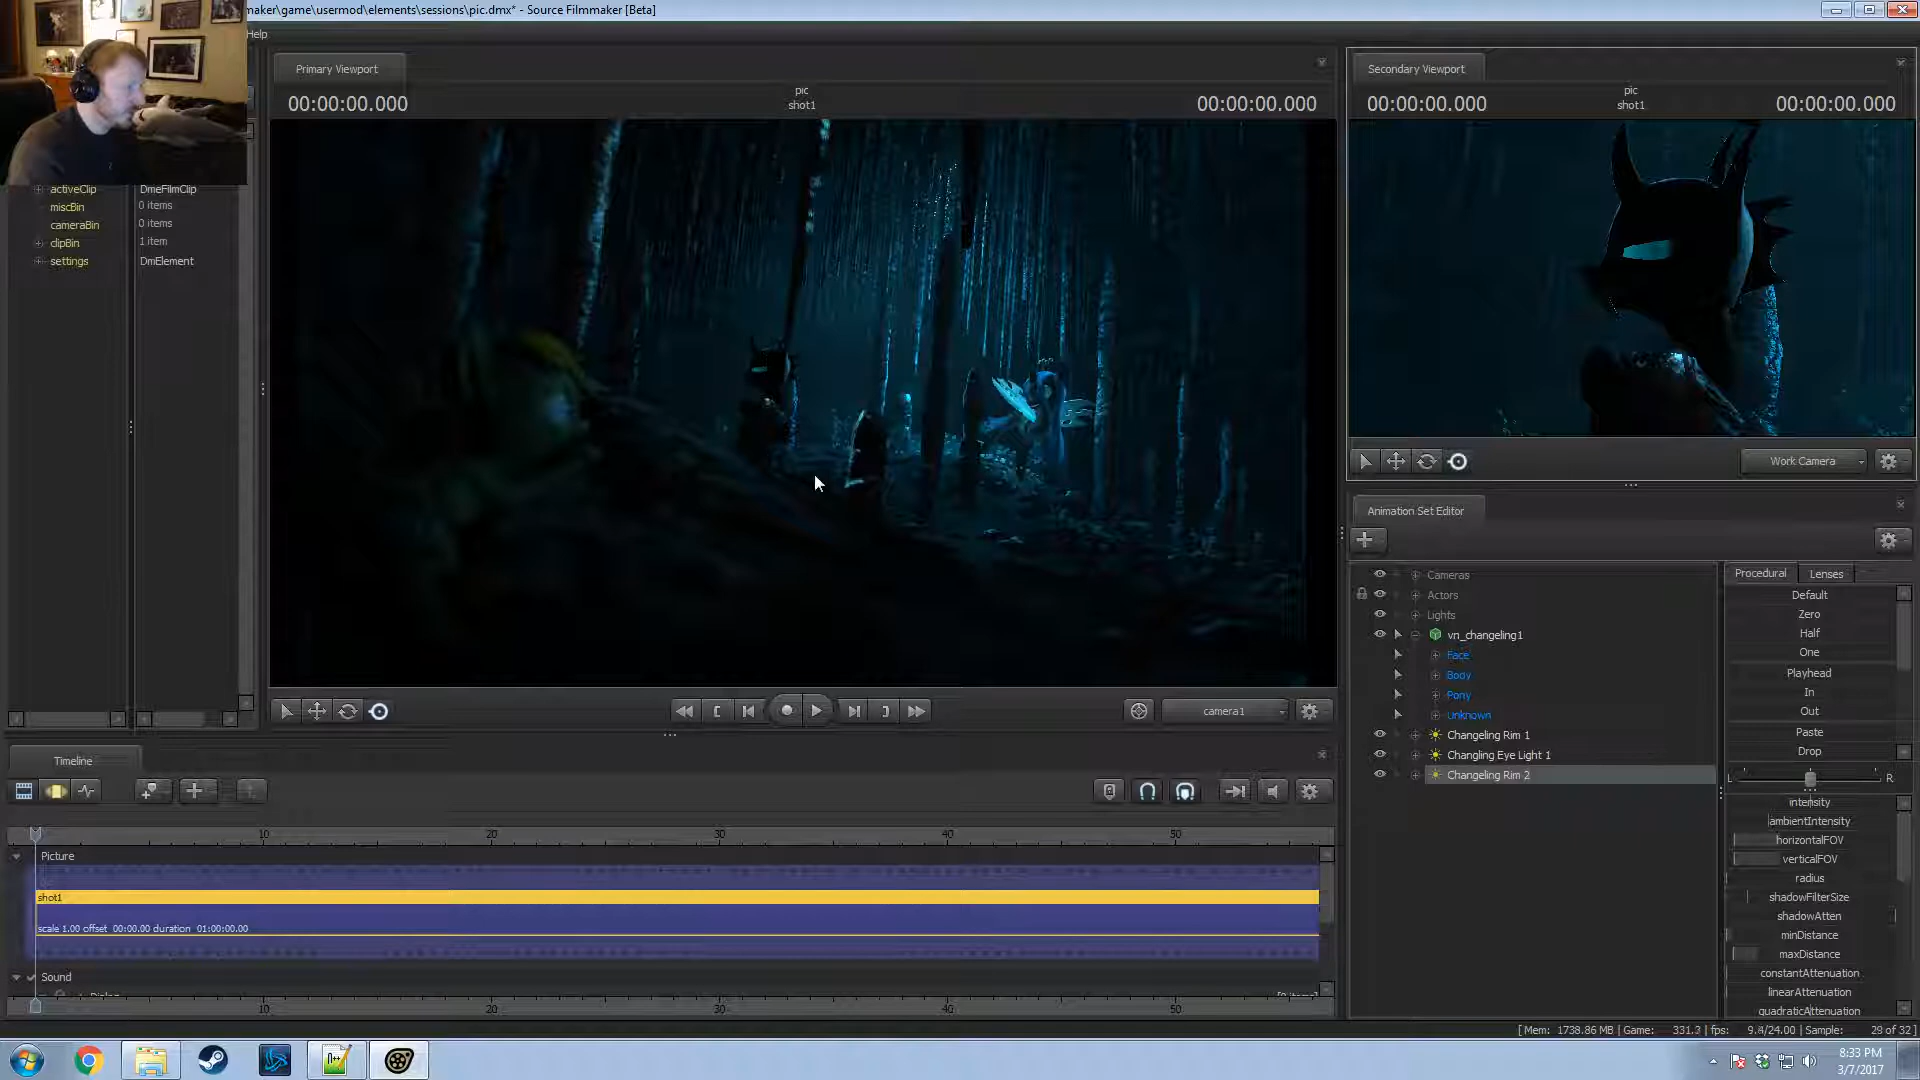 maker\game\usermod\elements\sessions\pic.dmx* - Source Filmmaker [Beta]
Help
Primary Viewport
pic
00:00:00.000
shot1
00:00:00.000
Secondary Viewport
pic
00:00:00.000
shot1
00:00:00.000
activeClip
DmeFilmClip
miscBin
0 items
cameraBin
0 items
clipBin
1 item
settings
DmElement
Work Camera
Animation Set Editor
Cameras
Actors
Lights
vn_changeling1
Face
Body
Pony
Unknown
Changeling Rim 1
Changling Eye Light 1
Changeling Rim 2
Procedural
Lenses
Default
Zero
Half
One
Playhead
In
Out
Paste
Drop
L
R
intensity
ambientIntensity
horizontalFOV
verticalFOV
radius
shadowFilterSize
shadowAtten
minDistance
maxDistance
constantAttenuation
linearAttenuation
quadraticAttenuation
camera1
Timeline
10
20
30
40
50
Picture
shot1
scale 1.00 offset 00:00.00 duration 01:00:00.00
Sound
10
20
30
40
50
[ Mem: 1738.86 MB | Game: 331.2 | fps: 9.4/24.00 | Sample: 29 of 32 ]
8:33 PM
3/7/2017